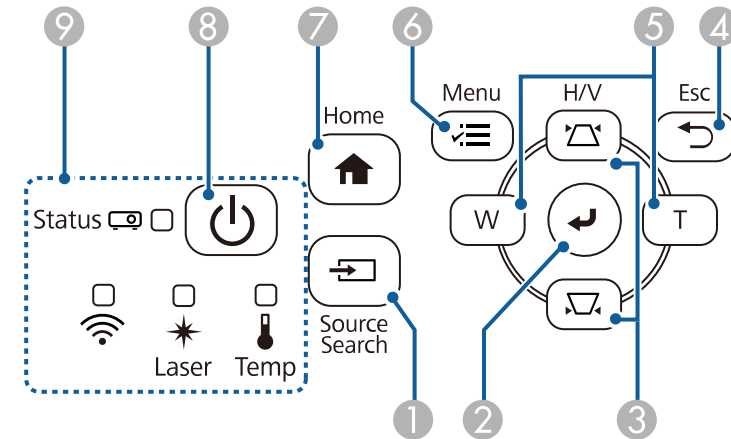 9 8 7 6 5 4
Menu H/V Esc
Home
Status
W T
Source
Search
Laser Temp
1 2 3